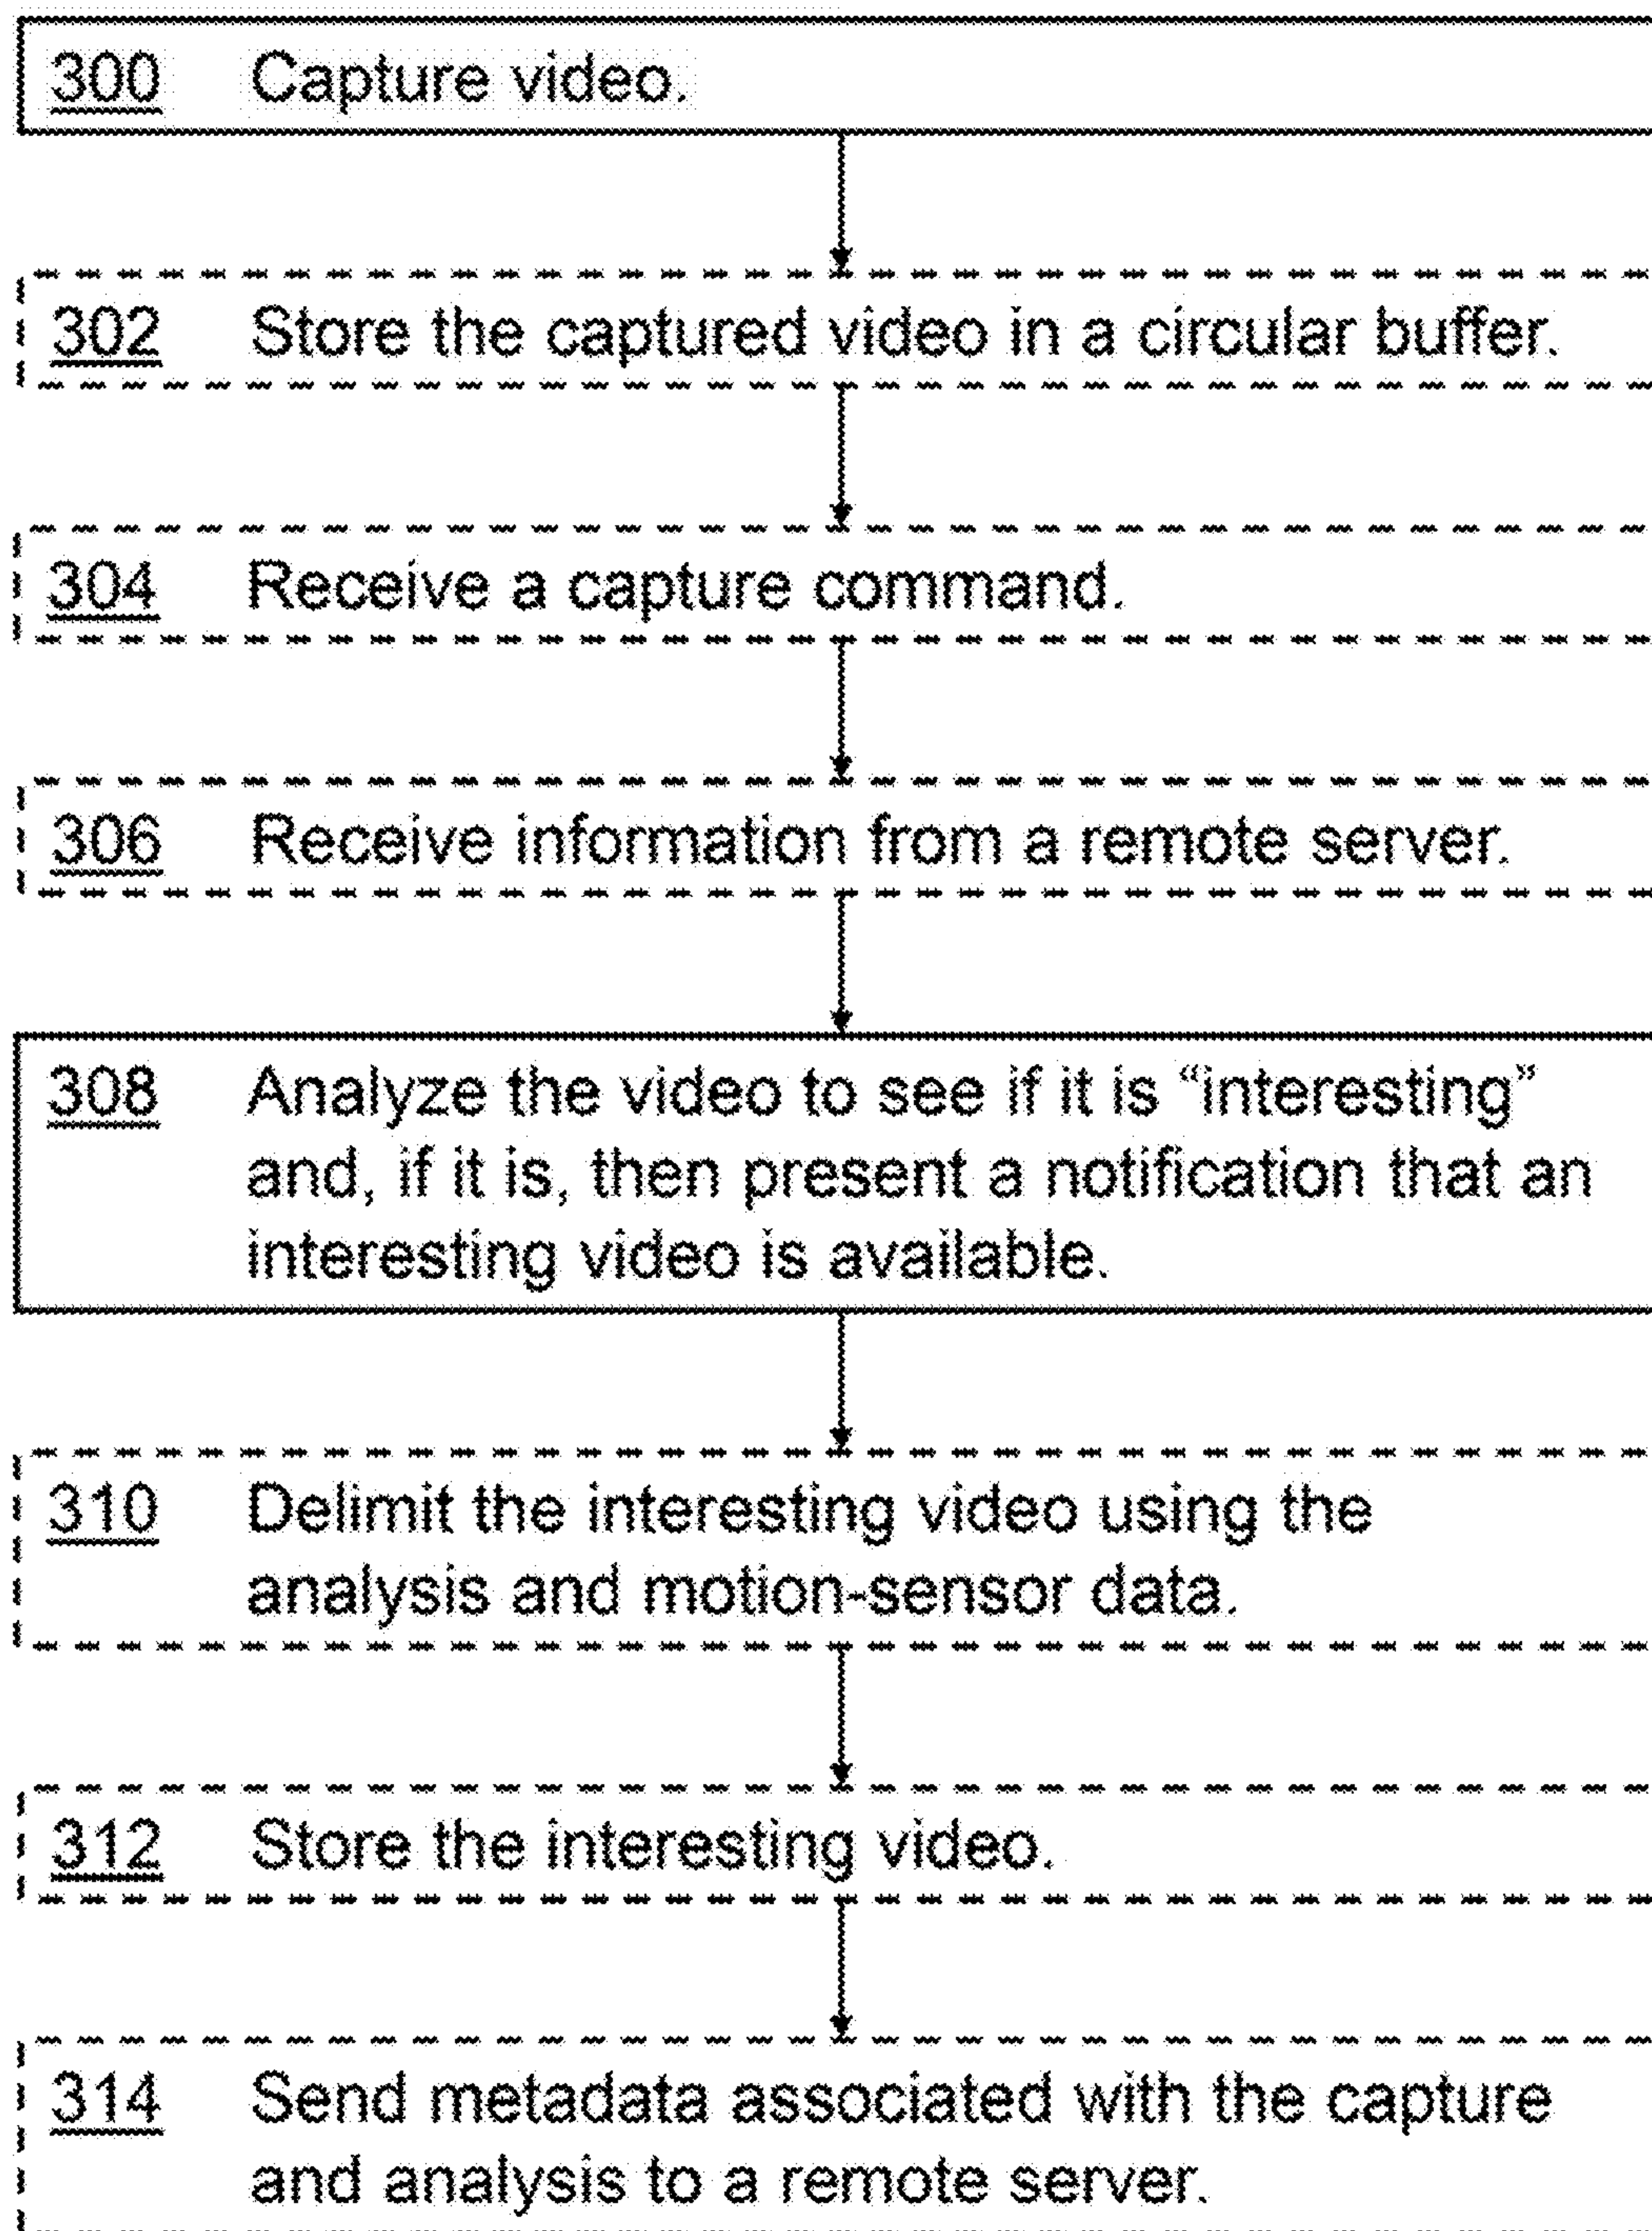 300 Capture video.
302 Store the captured video in a circular buffer.
304 Receive a capture command.
306 Receive information from a remote server.
308 Analyze the video to see if it is “interesting”
and, if it is, then present a notification that an
interesting video is available.
310 Delimit the interesting video using the
analysis and motion-sensor data.
312 Store the interesting video.
314 Send metadata associated with the capture
and analysis to a remote server.